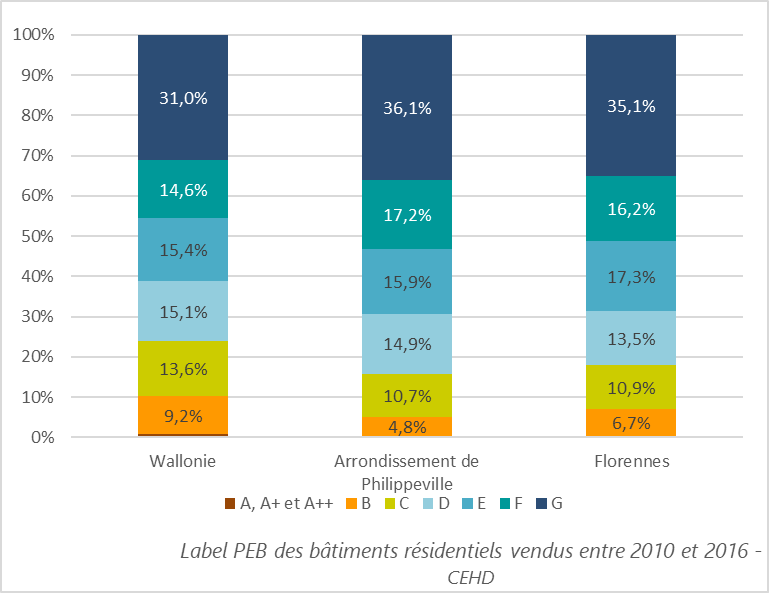 100%
90%
80%
70%
60%
50%
40%
30%
20%
10%
0%
31,0% 36,1% 35,1%
14,6% 17,2% 16,2%
15,4% 15,9% 17,3%
15,1% 14,9% 13,5%
13,6% 10,7% 10,9%
9,2% 4,8% 6,7%
Wallonie Arrondissement de Florennes
Philippeville
A, A+ et A++ B C D E F G
Label PEB des bâtiments résidentiels vendus entre 2010 et 2016 -
CEHD